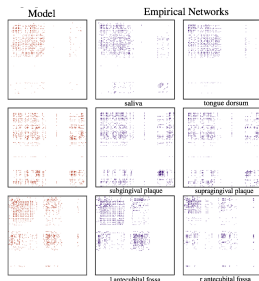 Model
Empirical Networks
saliva
tongue dorsum
subgingival plaque
supragingival plaque
l antecubital fossa
r antecubital fossa